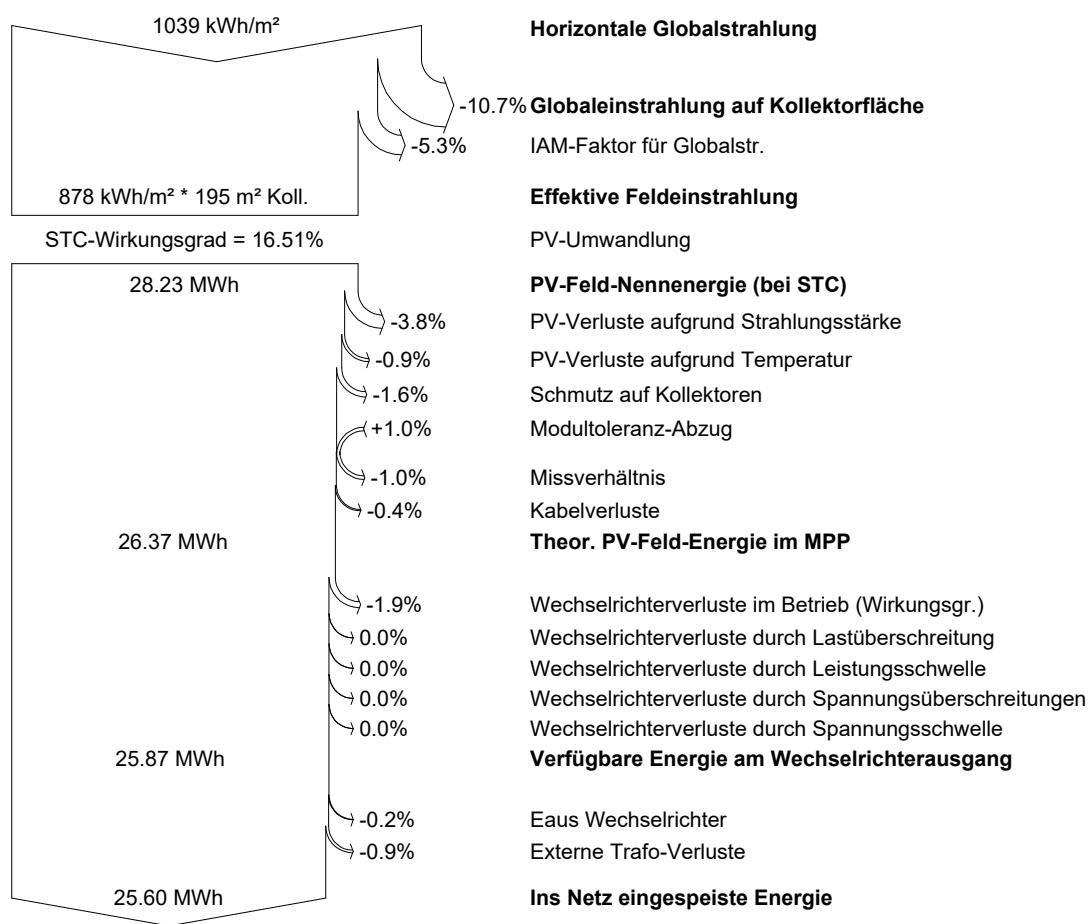 1039 kWh/m² Horizontale Globalstrahlung
-10.7% Globaleinstrahlung auf Kollektorfläche
-5.3% IAM-Faktor für Globalstr.
878 kWh/m² * 195 m² Koll. Effektive Feldeinstrahlung
STC-Wirkungsgrad = 16.51% PV-Umwandlung
28.23 MWh PV-Feld-Nennenergie (bei STC)
-3.8% PV-Verluste aufgrund Strahlungsstärke
-0.9% PV-Verluste aufgrund Temperatur
-1.6% Schmutz auf Kollektoren
+1.0% Modultoleranz-Abzug
-1.0% Missverhältnis
-0.4% Kabelverluste
26.37 MWh Theor. PV-Feld-Energie im MPP
-1.9% Wechselrichterverluste im Betrieb (Wirkungsgr.)
0.0% Wechselrichterverluste durch Lastüberschreitung
0.0% Wechselrichterverluste durch Leistungsschwelle
0.0% Wechselrichterverluste durch Spannungsüberschreitungen
0.0% Wechselrichterverluste durch Spannungsschwelle
25.87 MWh Verfügbare Energie am Wechselrichterausgang
-0.2% Eaus Wechselrichter
-0.9% Externe Trafo-Verluste
25.60 MWh Ins Netz eingespeiste Energie